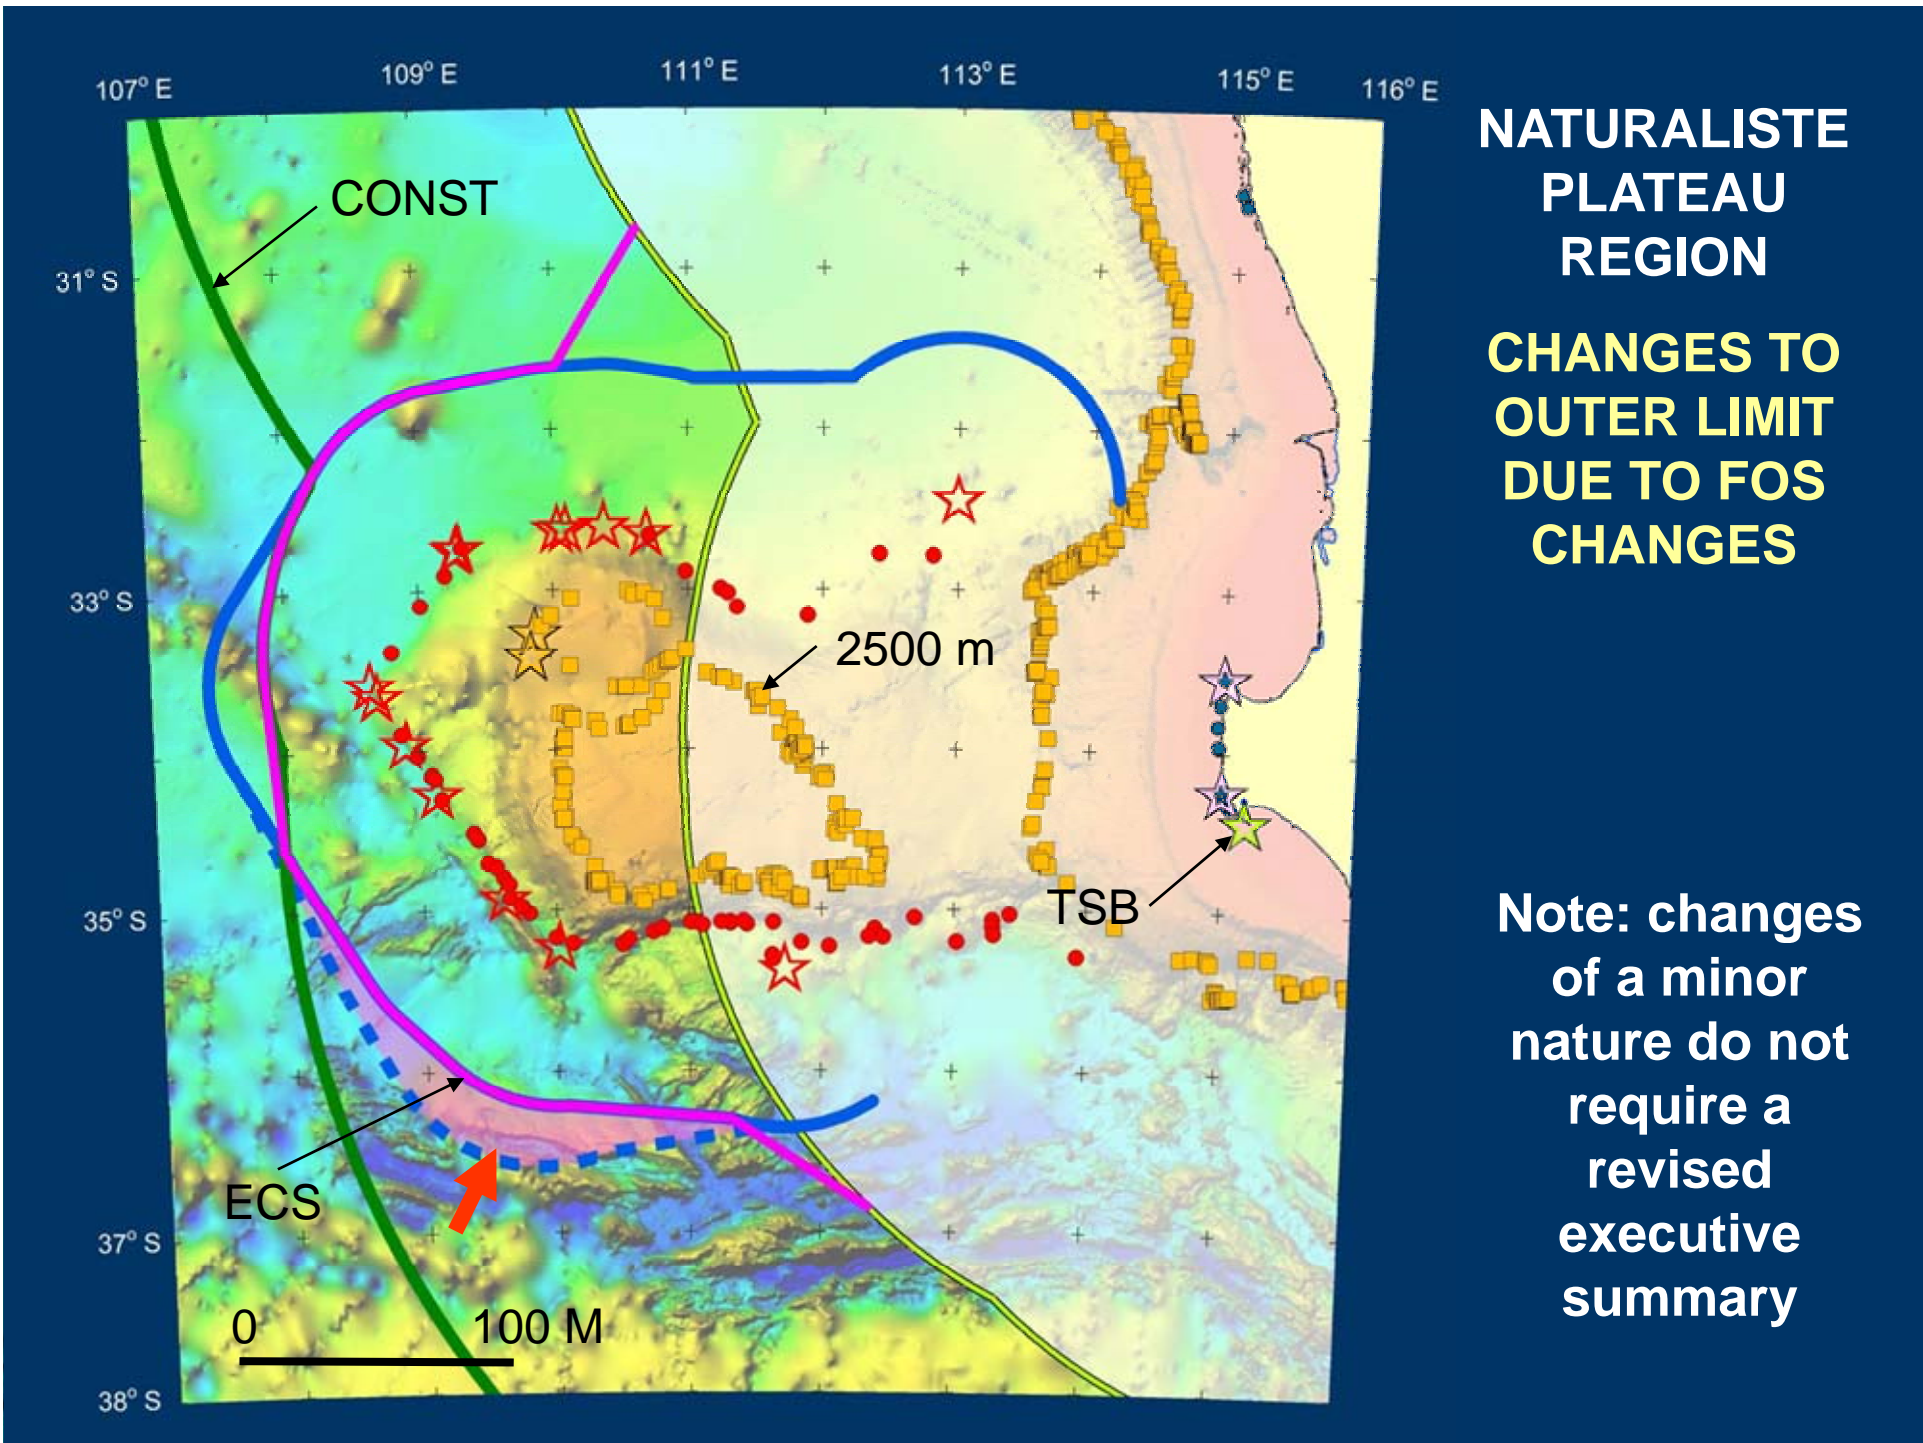 107° E
109° E
111° E
113° E
115° E
116° E
31° S
33° S
35° S
37° S
38° S
CONST
2500 m
TSB
ECS
0
100 M
NATURALISTE
PLATEAU
REGION
CHANGES TO
OUTER LIMIT
DUE TO FOS
CHANGES
Note: changes
of a minor
nature do not
require a
revised
executive
summary